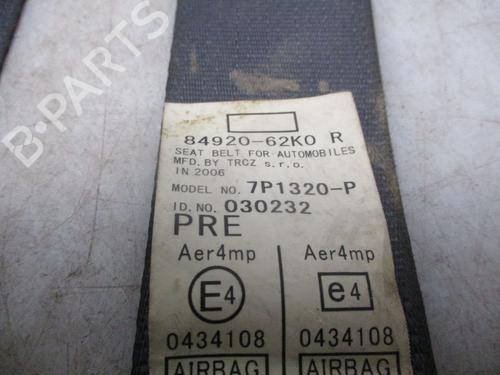 84920-62K0 R
SEAT BELT FOR AUTOMOBILES
MFD. BY TRCZ s.r.o.
IN 2006
MODEL NO. 7P1320-P
I.D. NO. 030232
PRE
Aer4mp Aer4mp
E4 e4
0434108 0434108
AIRBAG AIRBAG
B-PARTS